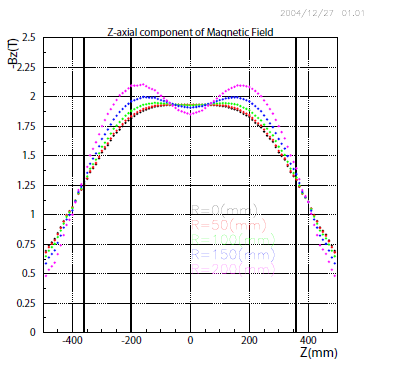 2004/12/27 01.01
Z-axial component of Magnetic Field
-Bz(T)
2.5
2.25
2
1.75
1.5
1.25
1
0.75
0.5
0.25
0
R=0(mm)
R=50(mm)
R=100(mm)
R=150(mm)
R=200(mm)
-400 -200 0 200 400
Z(mm)